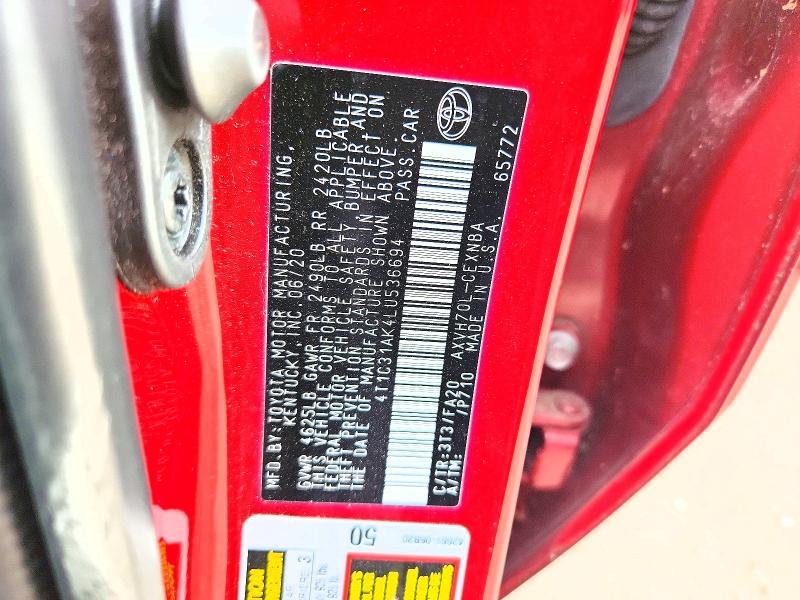 MFD.BY: TOYOTA MOTOR MANUFACTURING,
KENTUCKY, INC. 06/20
GVWR 4625LB GAWR FR 2490LB RR 2420LB
THIS VEHICLE CONFORMS TO ALL APPLICABLE
FEDERAL MOTOR VEHICLE SAFETY, BUMPER AND
THEFT PREVENTION STANDARDS IN EFFECT ON
THE DATE OF MANUFACTURE SHOWN ABOVE.
4T1C31AK4LU536694 PASS.CAR
C/TR:3T3/FA20 AXVH70L-CEXNBA
A/TM: /P710 MADE IN U.S.A. 65772
50
3